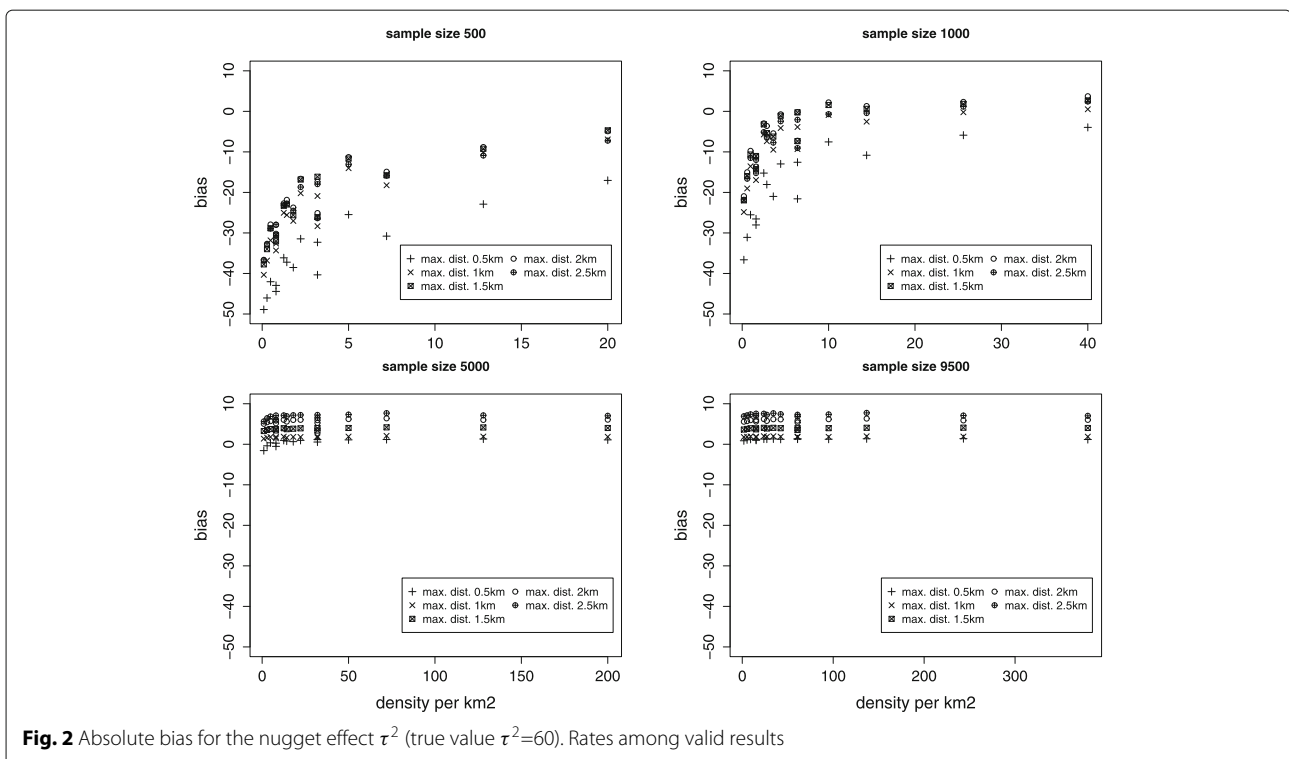 sample size 500
bias
10
0
−10
−20
−30
−40
−50
0
5
10
15
20
max. dist. 0.5km
max. dist. 1km
max. dist. 1.5km
max. dist. 2km
max. dist. 2.5km
sample size 1000
bias
10
0
−10
−20
−30
−40
−50
0
10
20
30
40
max. dist. 0.5km
max. dist. 1km
max. dist. 1.5km
max. dist. 2km
max. dist. 2.5km
sample size 5000
bias
10
0
−10
−20
−30
−40
−50
0
50
100
150
200
density per km2
max. dist. 0.5km
max. dist. 1km
max. dist. 1.5km
max. dist. 2km
max. dist. 2.5km
sample size 9500
bias
10
0
−10
−20
−30
−40
−50
0
100
200
300
density per km2
max. dist. 0.5km
max. dist. 1km
max. dist. 1.5km
max. dist. 2km
max. dist. 2.5km
Fig. 2 Absolute bias for the nugget effect τ² (true value τ²=60). Rates among valid results